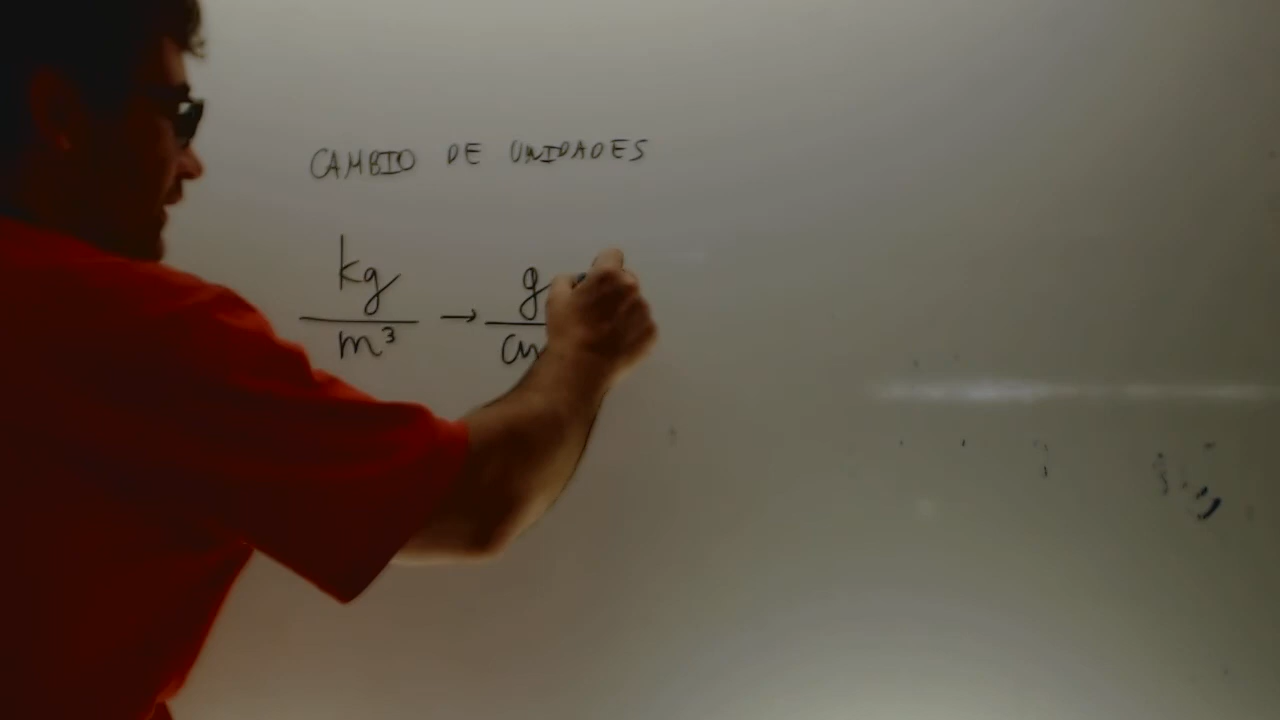 CAMBIO DE UNIDADES
kg/m³ → g/cm